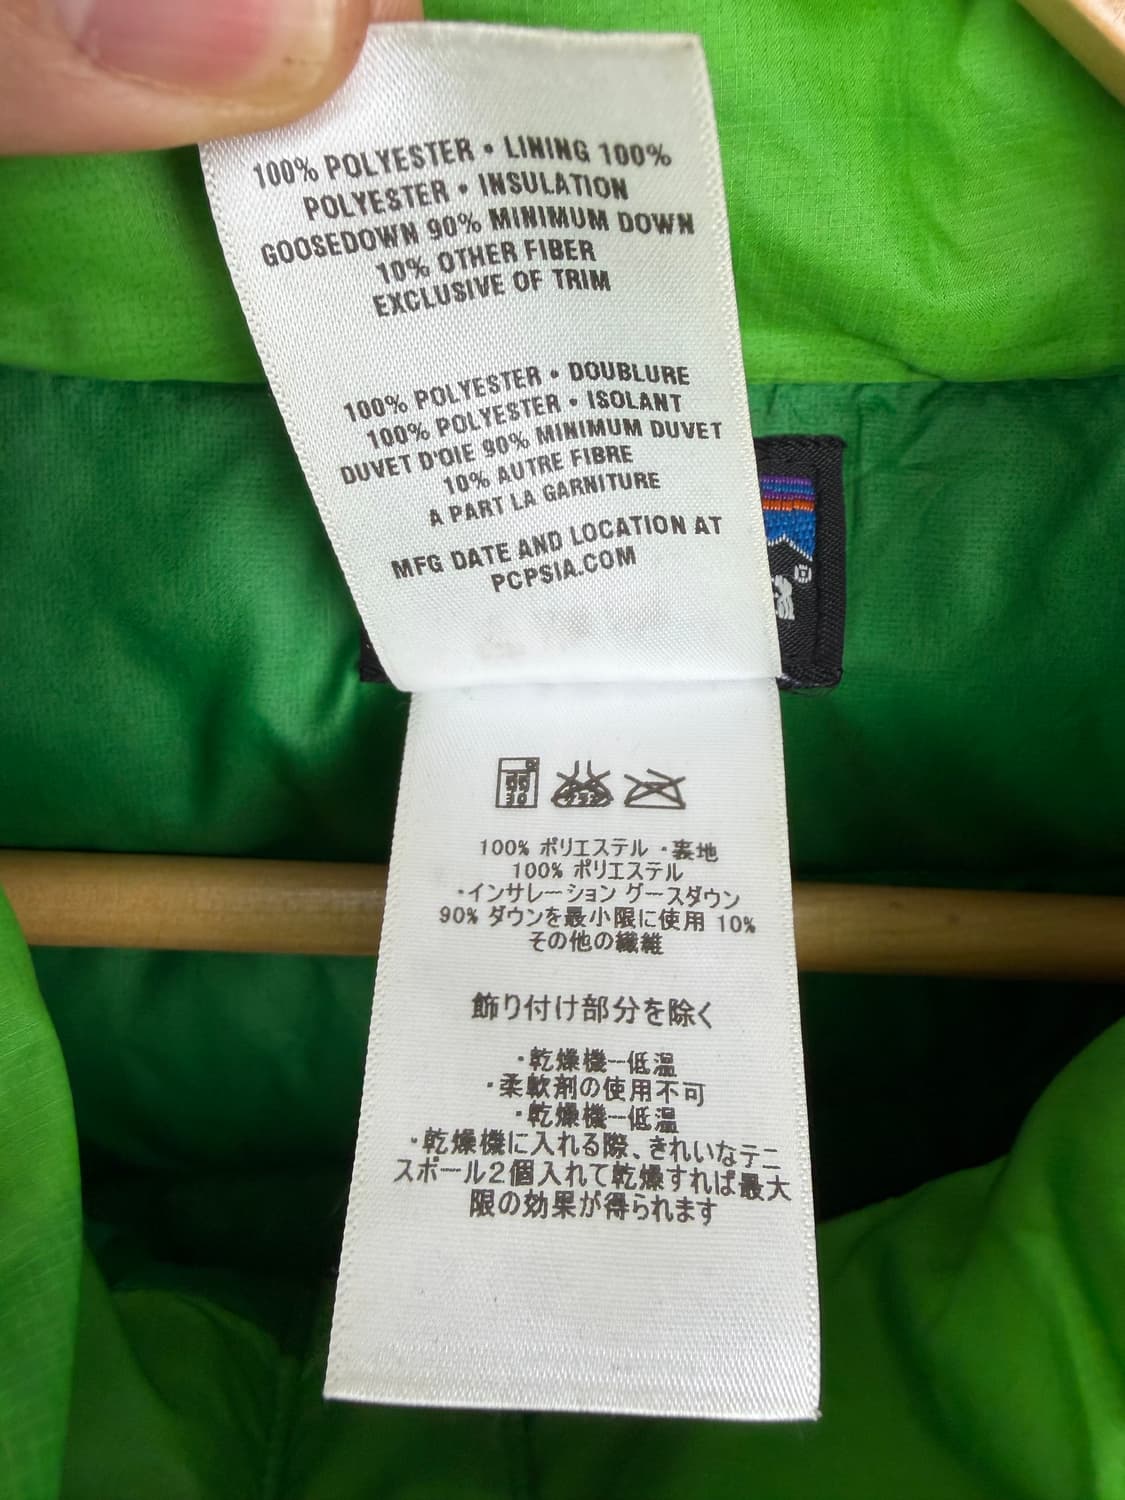 100% POLYESTER • LINING 100%
POLYESTER • INSULATION
GOOSEDOWN 90% MINIMUM DOWN
10% OTHER FIBER
EXCLUSIVE OF TRIM
100% POLYESTER • DOUBLURE
100% POLYESTER • ISOLANT
DUVET D'OIE 90% MINIMUM DUVET
10% AUTRE FIBRE
A PART LA GARNITURE
MFG DATE AND LOCATION AT
PCPSIA.COM
30
100% ポリエステル ・裏地
100% ポリエステル
・インサレーション グースダウン
90% ダウンを最小限に使用 10%
その他の繊維
飾り付け部分を除く
・乾燥機--低温
・柔軟剤の使用不可
・乾燥機--低温
・乾燥機に入れる際、きれいなテニ
スボール2個入れて乾燥すれば最大
限の効果が得られます